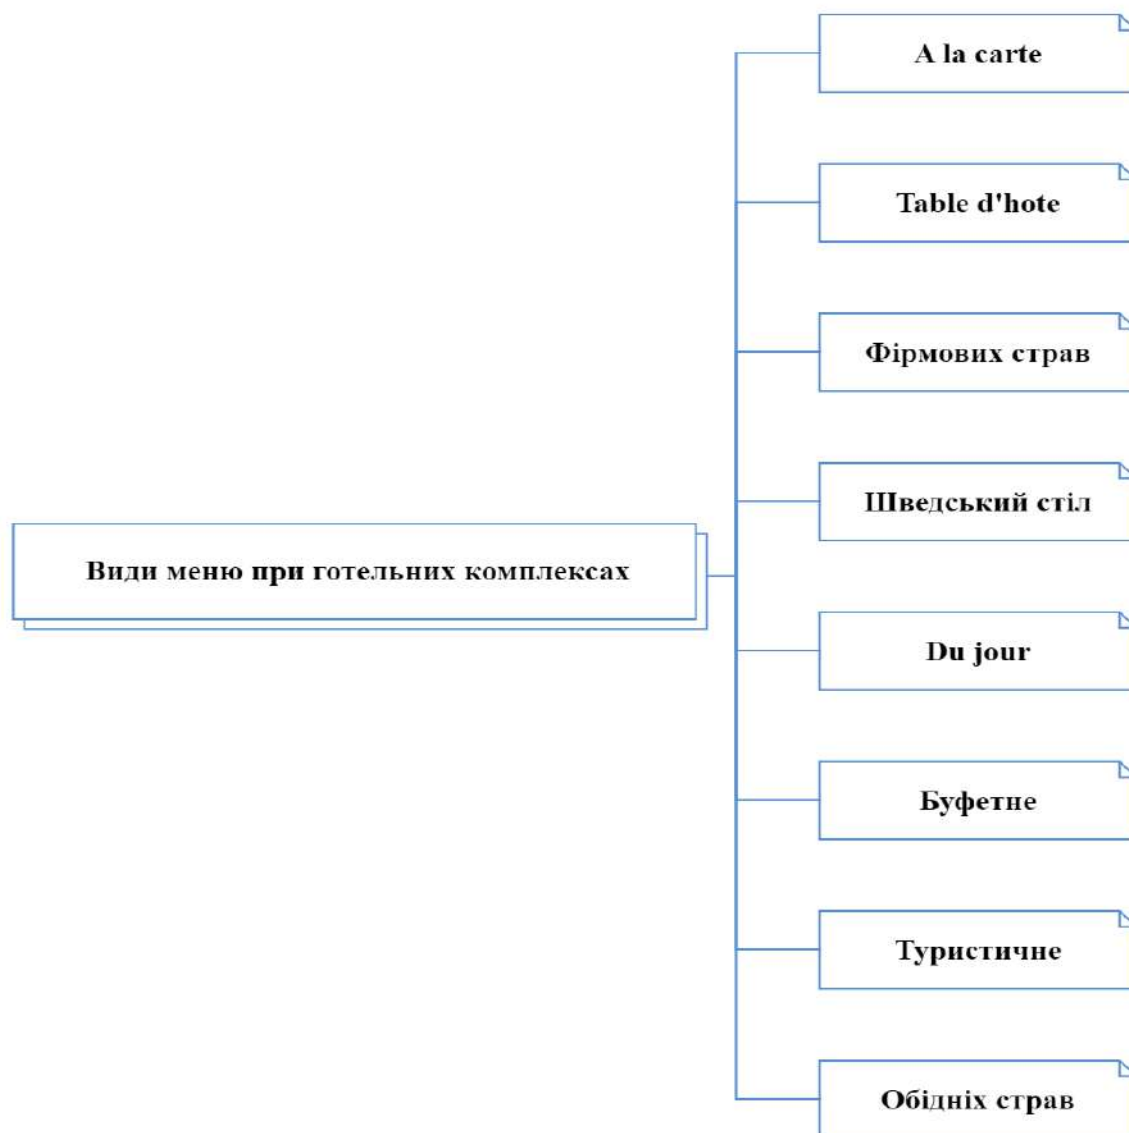 A la carte
Table d'hote
Фірмових страв
Шведський стіл
Види меню при готельних комплексах
Du jour
Буфетне
Туристичне
Обідніх страв